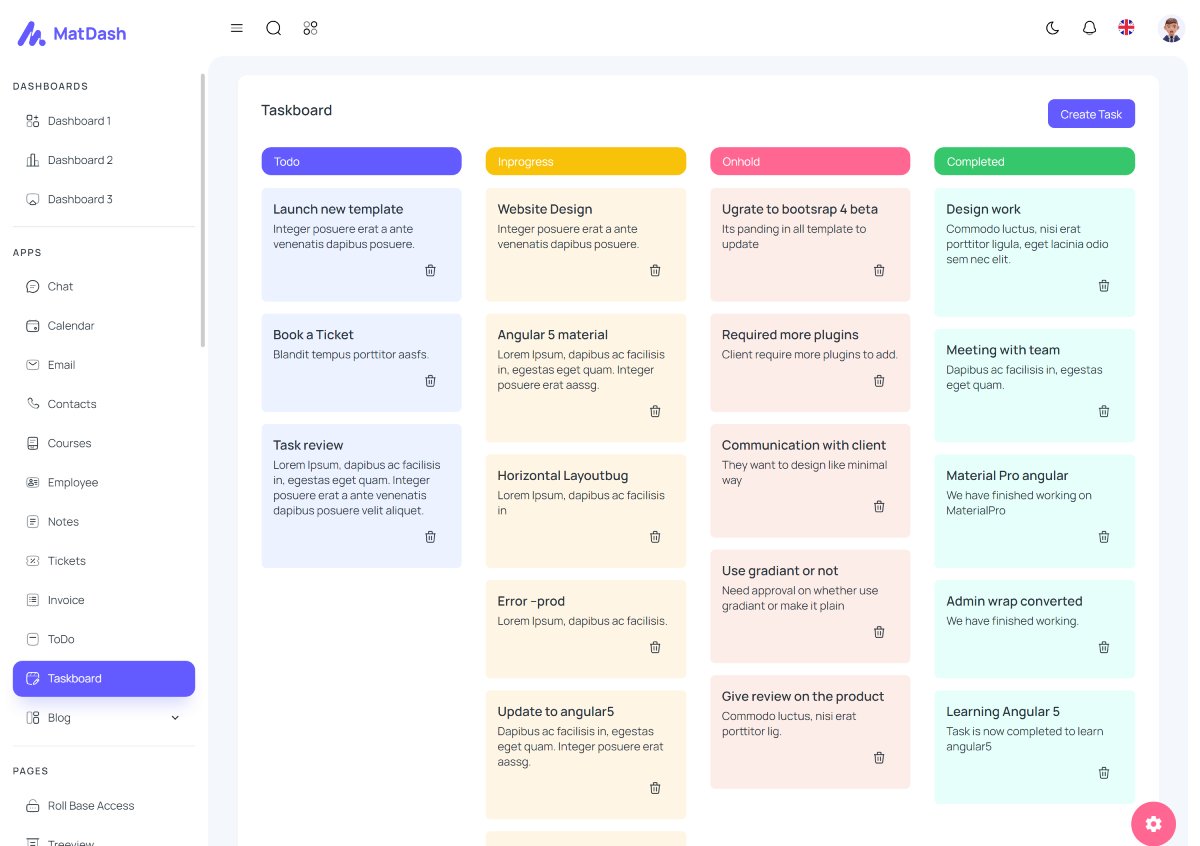 MatDash
DASHBOARDS
Dashboard 1
Dashboard 2
Dashboard 3
APPS
Chat
Calendar
Email
Contacts
Courses
Employee
Notes
Tickets
Invoice
ToDo
Taskboard
Blog
PAGES
Roll Base Access
Treeview
Taskboard
Create Task
Todo
Launch new template
Integer posuere erat a ante
venenatis dapibus posuere.
Book a Ticket
Blandit tempus porttitor aasfs.
Task review
Lorem Ipsum, dapibus ac facilisis
in, egestas eget quam. Integer
posuere erat a ante venenatis
dapibus posuere velit aliquet.
Inprogress
Website Design
Integer posuere erat a ante
venenatis dapibus posuere.
Angular 5 material
Lorem Ipsum, dapibus ac facilisis
in, egestas eget quam. Integer
posuere erat aassg.
Horizontal Layoutbug
Lorem Ipsum, dapibus ac facilisis
in
Error –prod
Lorem Ipsum, dapibus ac facilisis.
Update to angular5
Dapibus ac facilisis in, egestas
eget quam. Integer posuere erat
aassg.
Onhold
Ugrate to bootsrap 4 beta
Its panding in all template to
update
Required more plugins
Client require more plugins to add.
Communication with client
They want to design like minimal
way
Use gradiant or not
Need approval on whether use
gradiant or make it plain
Give review on the product
Commodo luctus, nisi erat
porttitor lig.
Completed
Design work
Commodo luctus, nisi erat
porttitor ligula, eget lacinia odio
sem nec elit.
Meeting with team
Dapibus ac facilisis in, egestas
eget quam.
Material Pro angular
We have finished working on
MaterialPro
Admin wrap converted
We have finished working.
Learning Angular 5
Task is now completed to learn
angular5